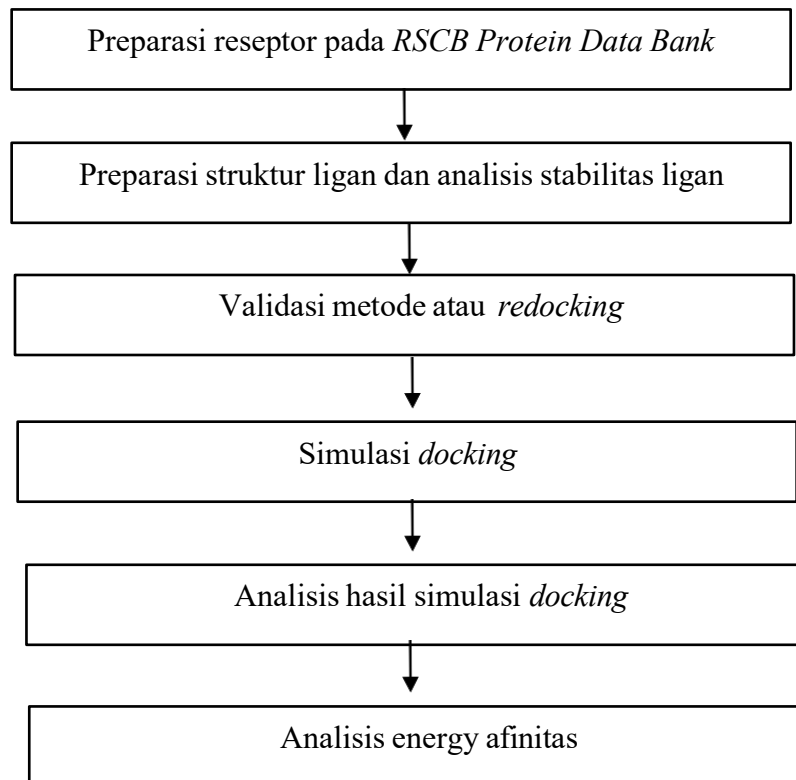 Preparasi reseptor pada RSCB Protein Data Bank
Preparasi struktur ligan dan analisis stabilitas ligan
Validasi metode atau redocking
Simulasi docking
Analisis hasil simulasi docking
Analisis energy afinitas